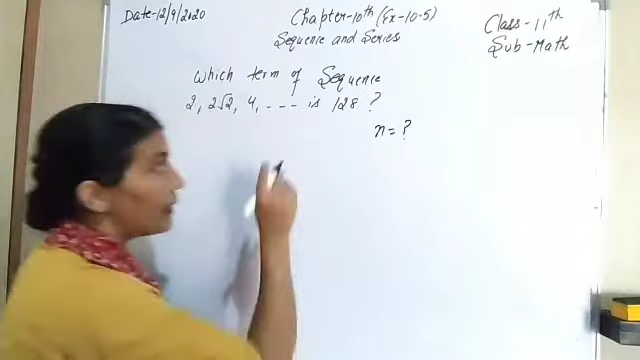 Date-12/9/2020
Chapter-10th (Ex-10.5)
Sequence and Series
Class-11th
Sub-Math
Which term of Sequence
2, 2√2, 4, - - - is 128 ?
n = ?